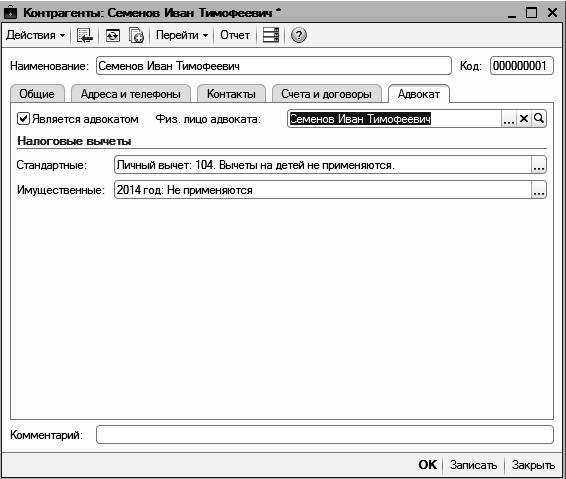 Контрагенты: Семенов Иван Тимофеевич *
Действия Перейти Отчет ?
Наименование: Семенов Иван Тимофеевич Код: 000000001
Общие Адреса и телефоны Контакты Счета и договоры Адвокат
Является адвокатом Физ. лицо адвоката: Семенов Иван Тимофеевич ... ×
Налоговые вычеты
Стандартные: Личный вычет: 104. Вычеты на детей не применяются. ...
Имущественные: 2014 год: Не применяются ...
Комментарий:
OK Записать Закрыть